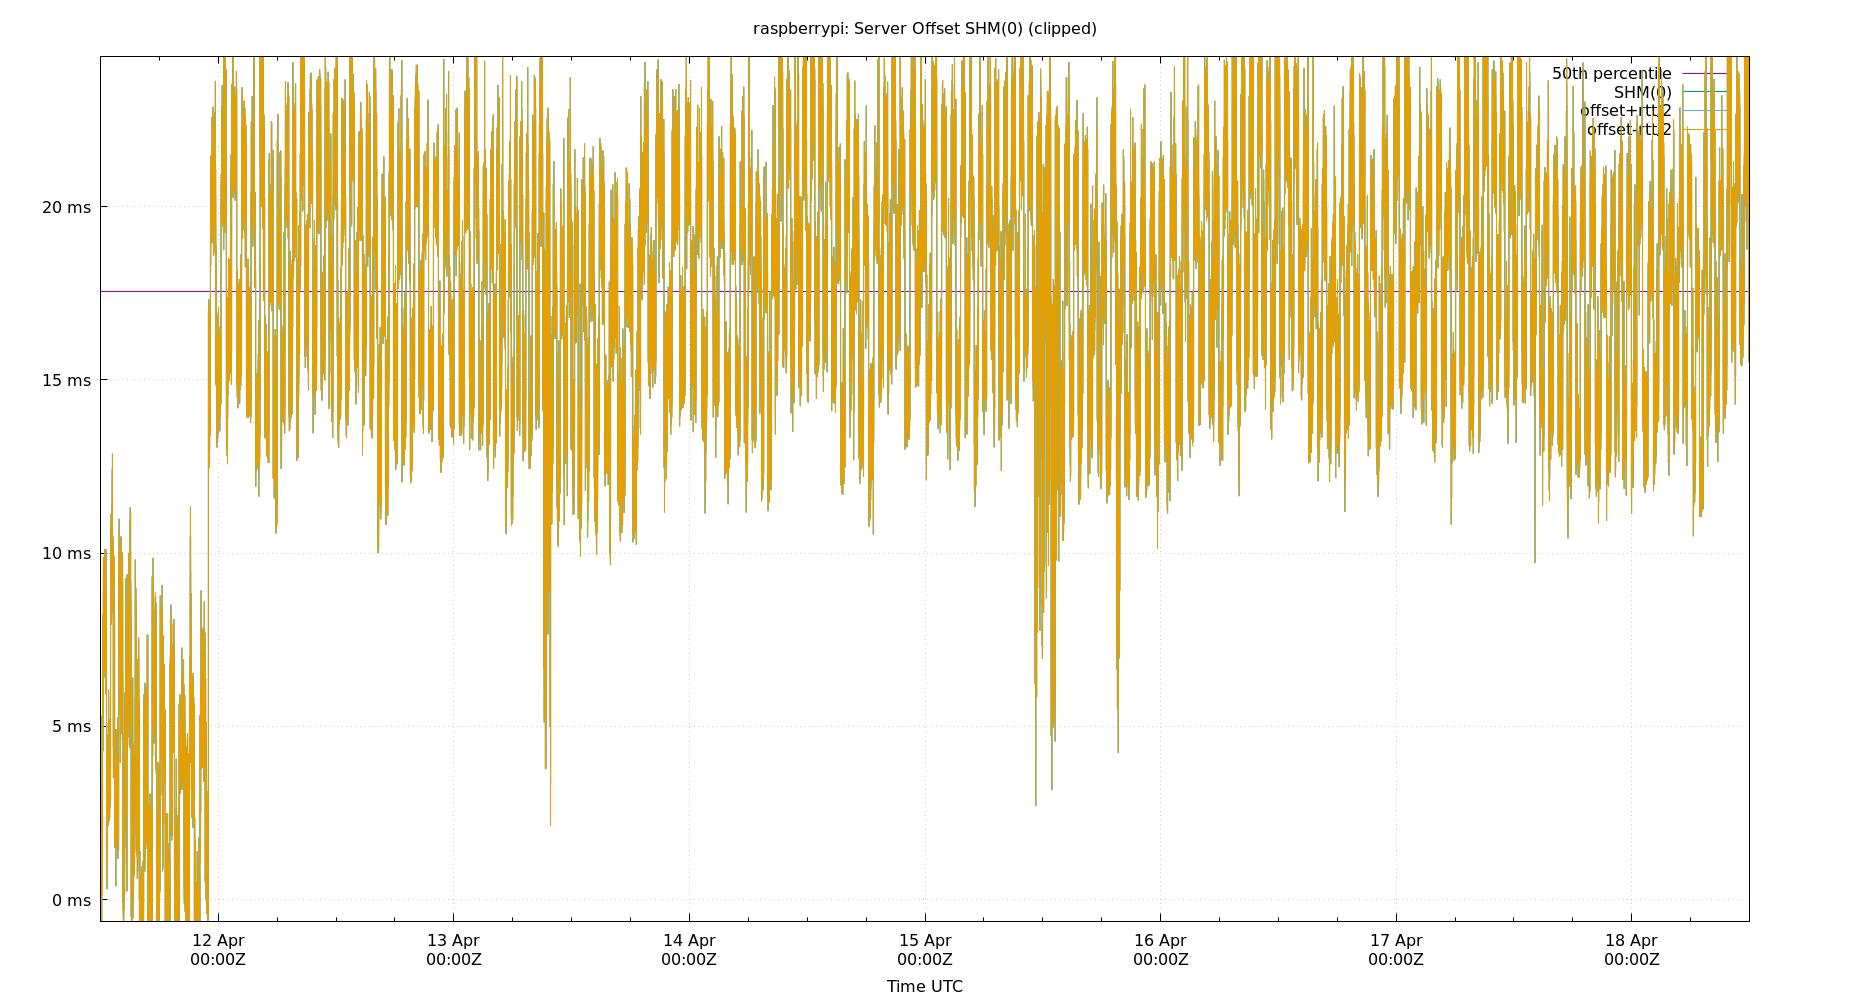 raspberrypi: Server Offset SHM(0) (clipped)
50th percentile
SHM(0)
offset+rtt/2
offset-rtt/2
20 ms
15 ms
10 ms
5 ms
0 ms
12 Apr 13 Apr 14 Apr 15 Apr 16 Apr 17 Apr 18 Apr
00:00Z 00:00Z 00:00Z 00:00Z 00:00Z 00:00Z 00:00Z
Time UTC